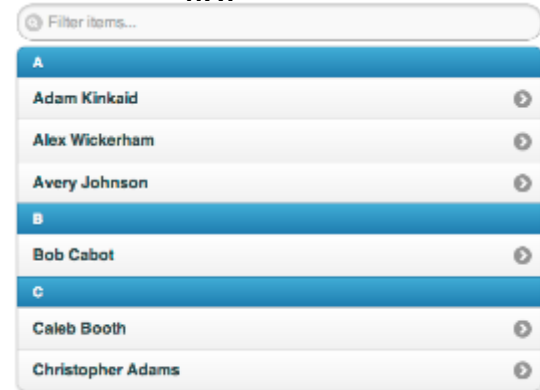 Filter items...
A
Adam Kinkaid
Alex Wickerham
Avery Johnson
B
Bob Cabot
C
Caleb Booth
Christopher Adams